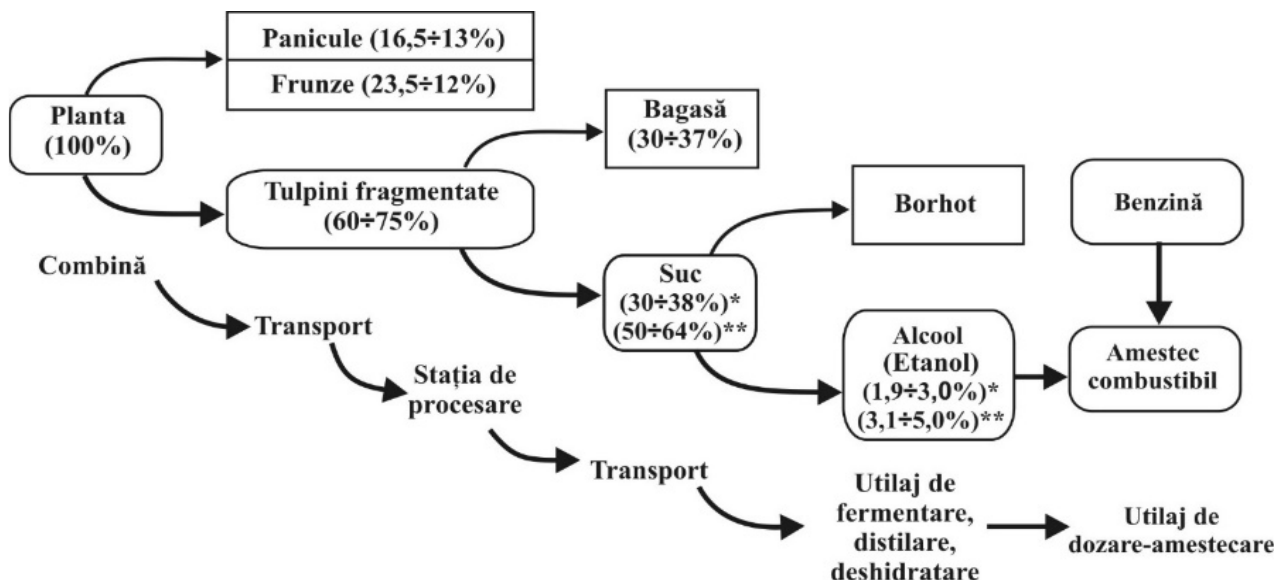 Panicule (16,5÷13%)
Frunze (23,5÷12%)
Planta
(100%)
Bagasă
(30÷37%)
Tulpini fragmentate
(60÷75%)
Borhot
Benzină
Suc
(30÷38%)*
(50÷64%)**
Alcool
(Etanol)
(1,9÷3,0%)*
(3,1÷5,0%)**
Amestec
combustibil
Combină
Transport
Stația de
procesare
Transport
Utilaj de
fermentare,
distilare,
deshidratare
Utilaj de
dozare-amestecare